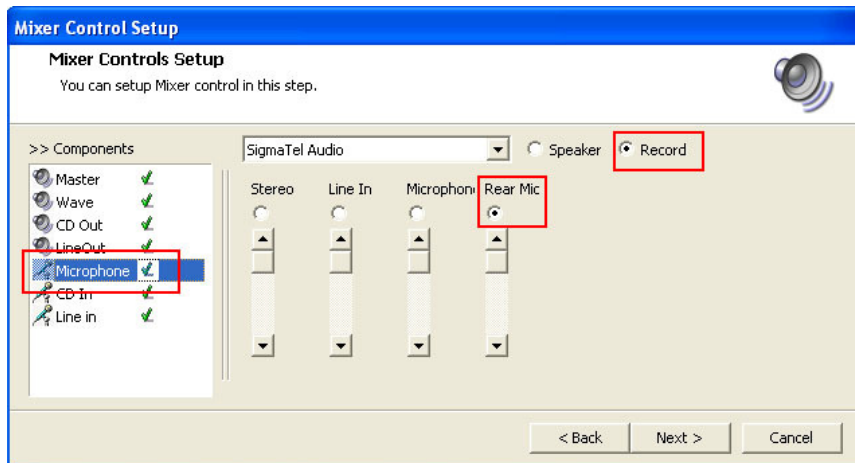 Mixer Control Setup
Mixer Controls Setup
You can setup Mixer control in this step.
>> Components
SigmaTel Audio
Speaker
Record
Master
Wave
CD Out
LineOut
Microphone
CD In
Line in
Stereo
Line In
Microphon
Rear Mic
< Back
Next >
Cancel